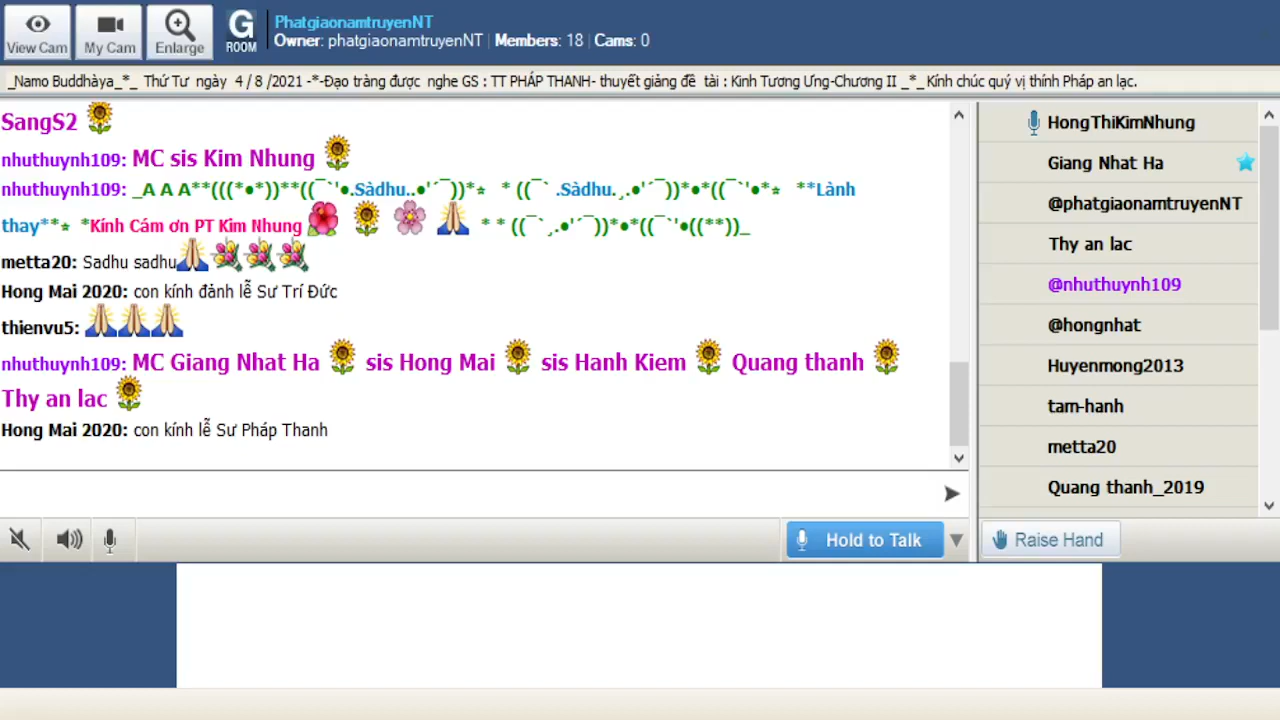 View Cam
My Cam
Enlarge
G
ROOM
PhatgiaonamtruyenNT
Owner: phatgiaonamtruyenNT | Members: 18 | Cams: 0
_Namo Buddhàya_*_ Thứ Tư ngày 4 / 8 /2021 -*-Đạo tràng được nghe GS : TT PHÁP THANH- thuyết giảng đề tài : Kinh Tương Ưng-Chương II _*_ Kính chúc quý vị thính Pháp an lạc.
SangS2
nhuthuynh109: MC sis Kim Nhung
nhuthuynh109: _A A A**(((*●*))**((¯`'●.Sàdhu..●'´¯))*★ * ((¯` .Sàdhu.¸.●'´¯))*●*((¯`'●*★ **Lành
thay**★ *Kính Cám ơn PT Kim Nhung * * ((¯`¸.●'´¯))*●*((¯`'●((**))_
metta20: Sadhu sadhu
Hong Mai 2020: con kính đảnh lễ Sư Trí Đức
thienvu5:
nhuthuynh109: MC Giang Nhat Ha sis Hong Mai sis Hanh Kiem Quang thanh
Thy an lac
Hong Mai 2020: con kính lễ Sư Pháp Thanh
HongThiKimNhung
Giang Nhat Ha
@phatgiaonamtruyenNT
Thy an lac
@nhuthuynh109
@hongnhat
Huyenmong2013
tam-hanh
metta20
Quang thanh_2019
Hold to Talk
Raise Hand